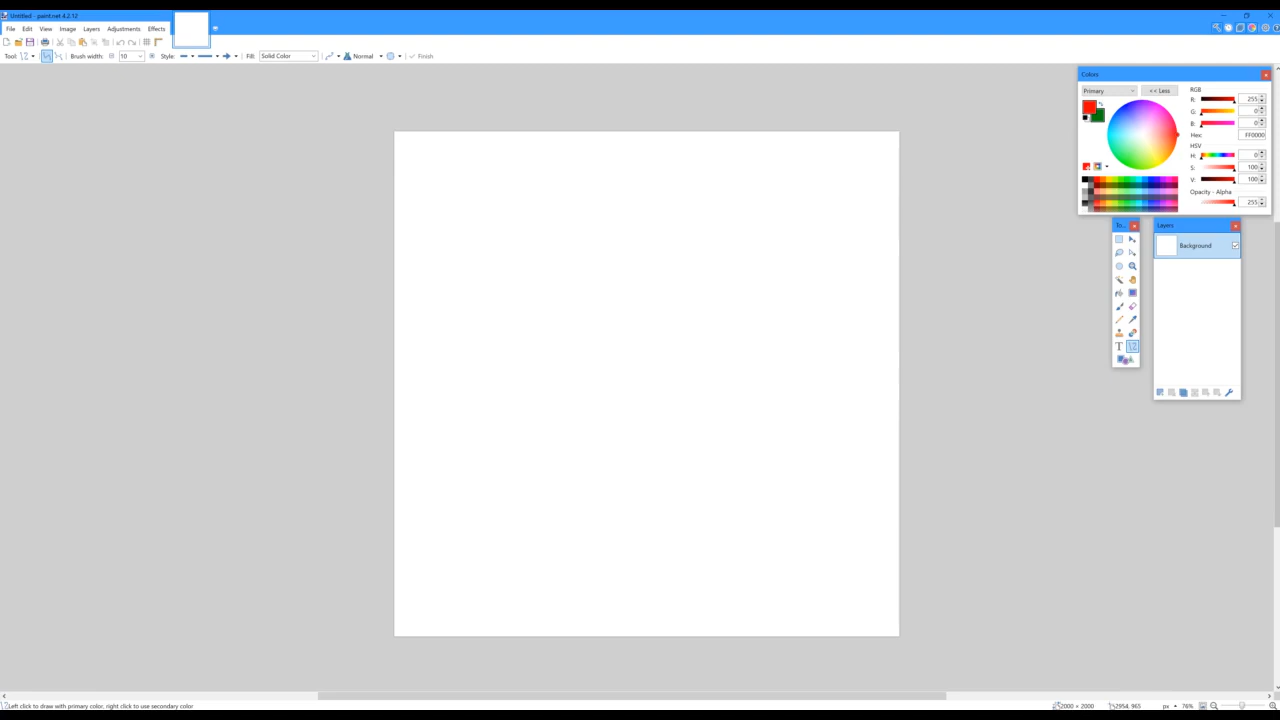 Untitled - paint.net 4.2.12
File Edit View Image Layers Adjustments Effects
Tool: Brush width: 10 Style: Fill: Solid Color Normal Finish
Colors
Primary << Less
RGB
R: 255
G: 0
B: 0
Hex: FF0000
HSV
H: 0
S: 100
V: 100
Opacity - Alpha
255
To...
Layers
Background
T
Left click to draw with primary color, right click to use secondary color
2000 × 2000 2954, 965 px 76%